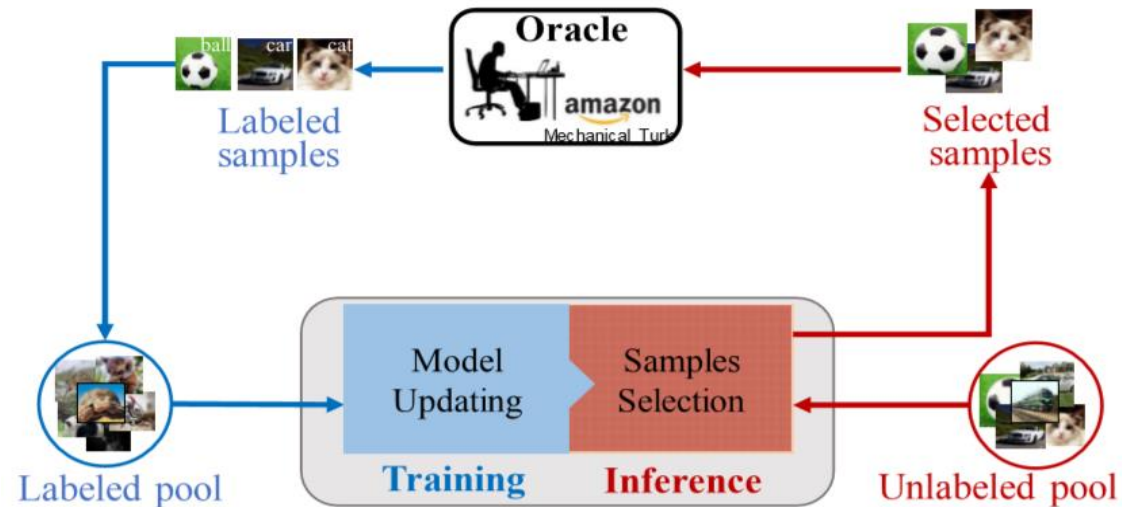 Oracle
ball car cat
amazon
Mechanical Turk
Labeled
samples
Selected
samples
Model
Updating
Samples
Selection
Training
Inference
Labeled pool
Unlabeled pool